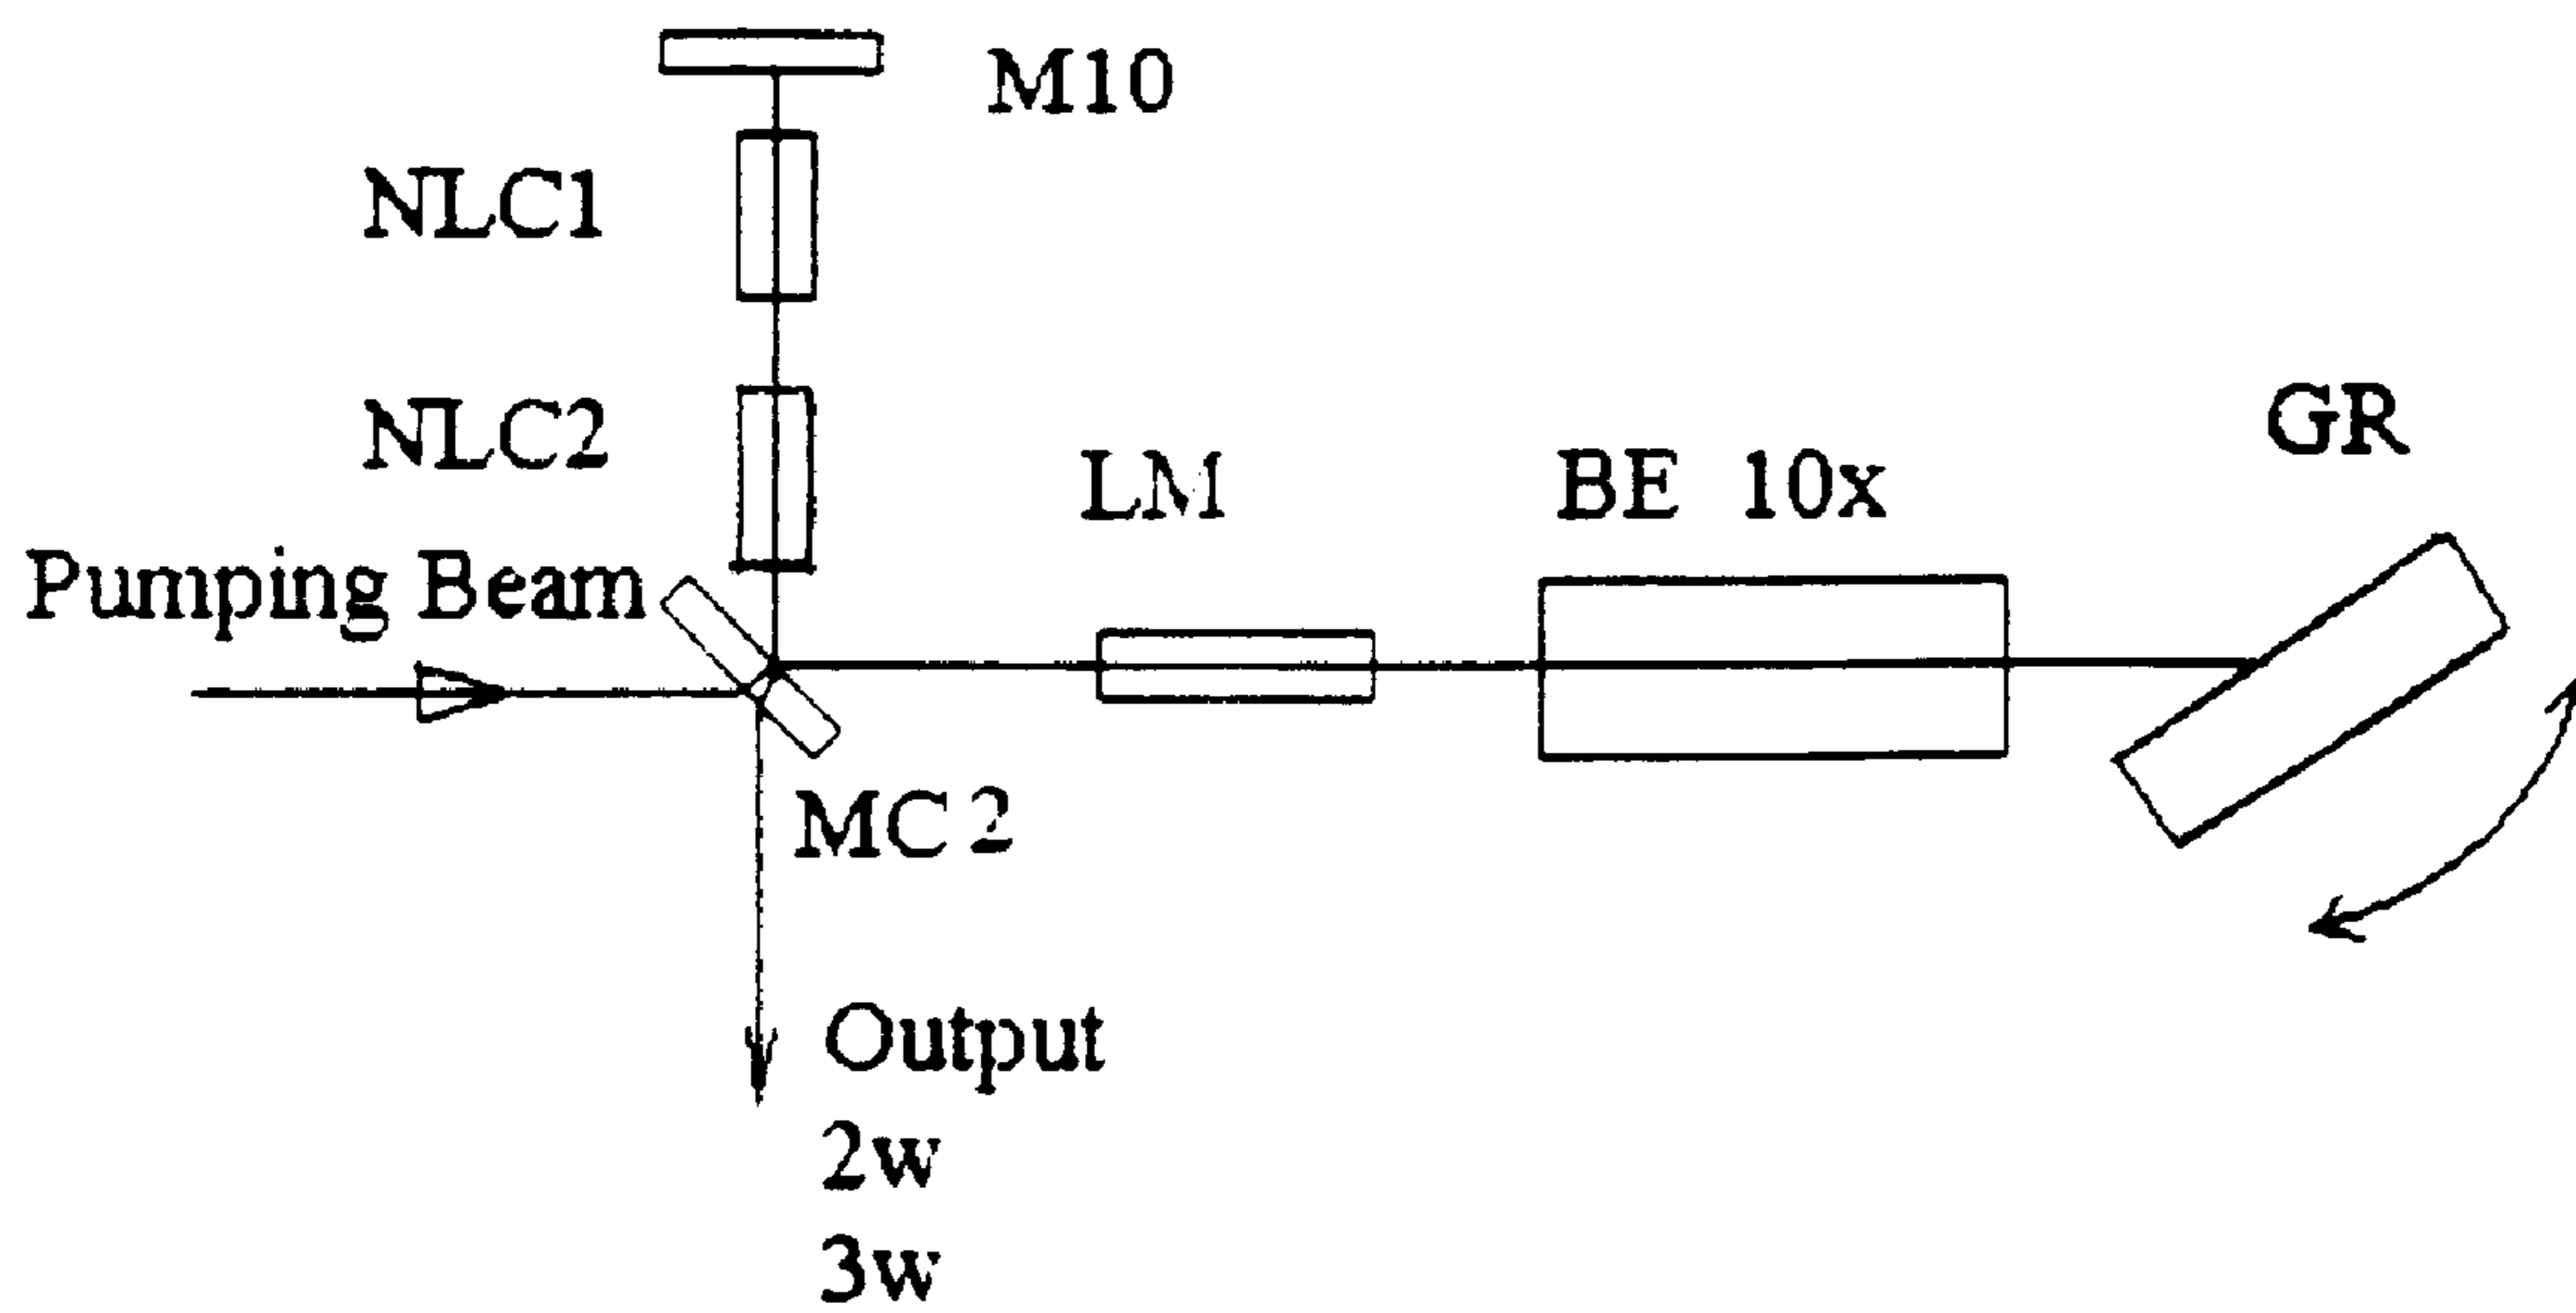 M10
NLC1
NLC2
LM
BE 10x
GR
Pumping Beam
MC 2
Output
2w
3w